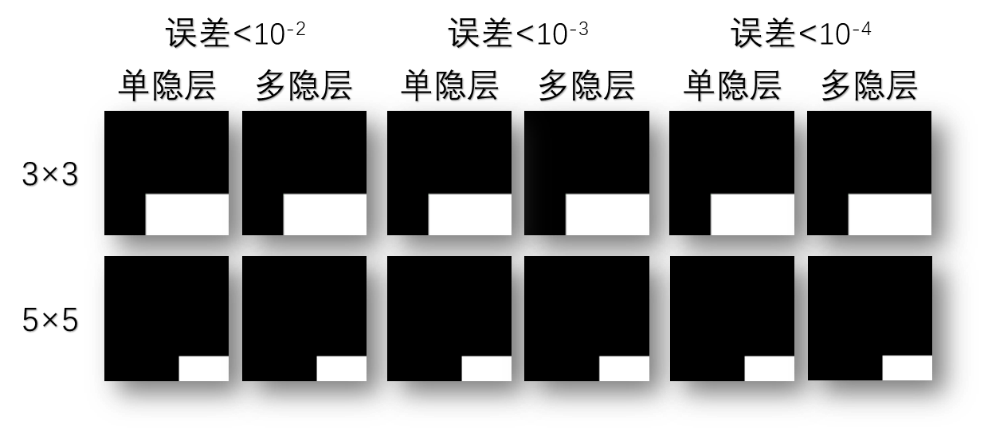 误差<10⁻² 误差<10⁻³ 误差<10⁻⁴
单隐层 多隐层 单隐层 多隐层 单隐层 多隐层
3×3
5×5